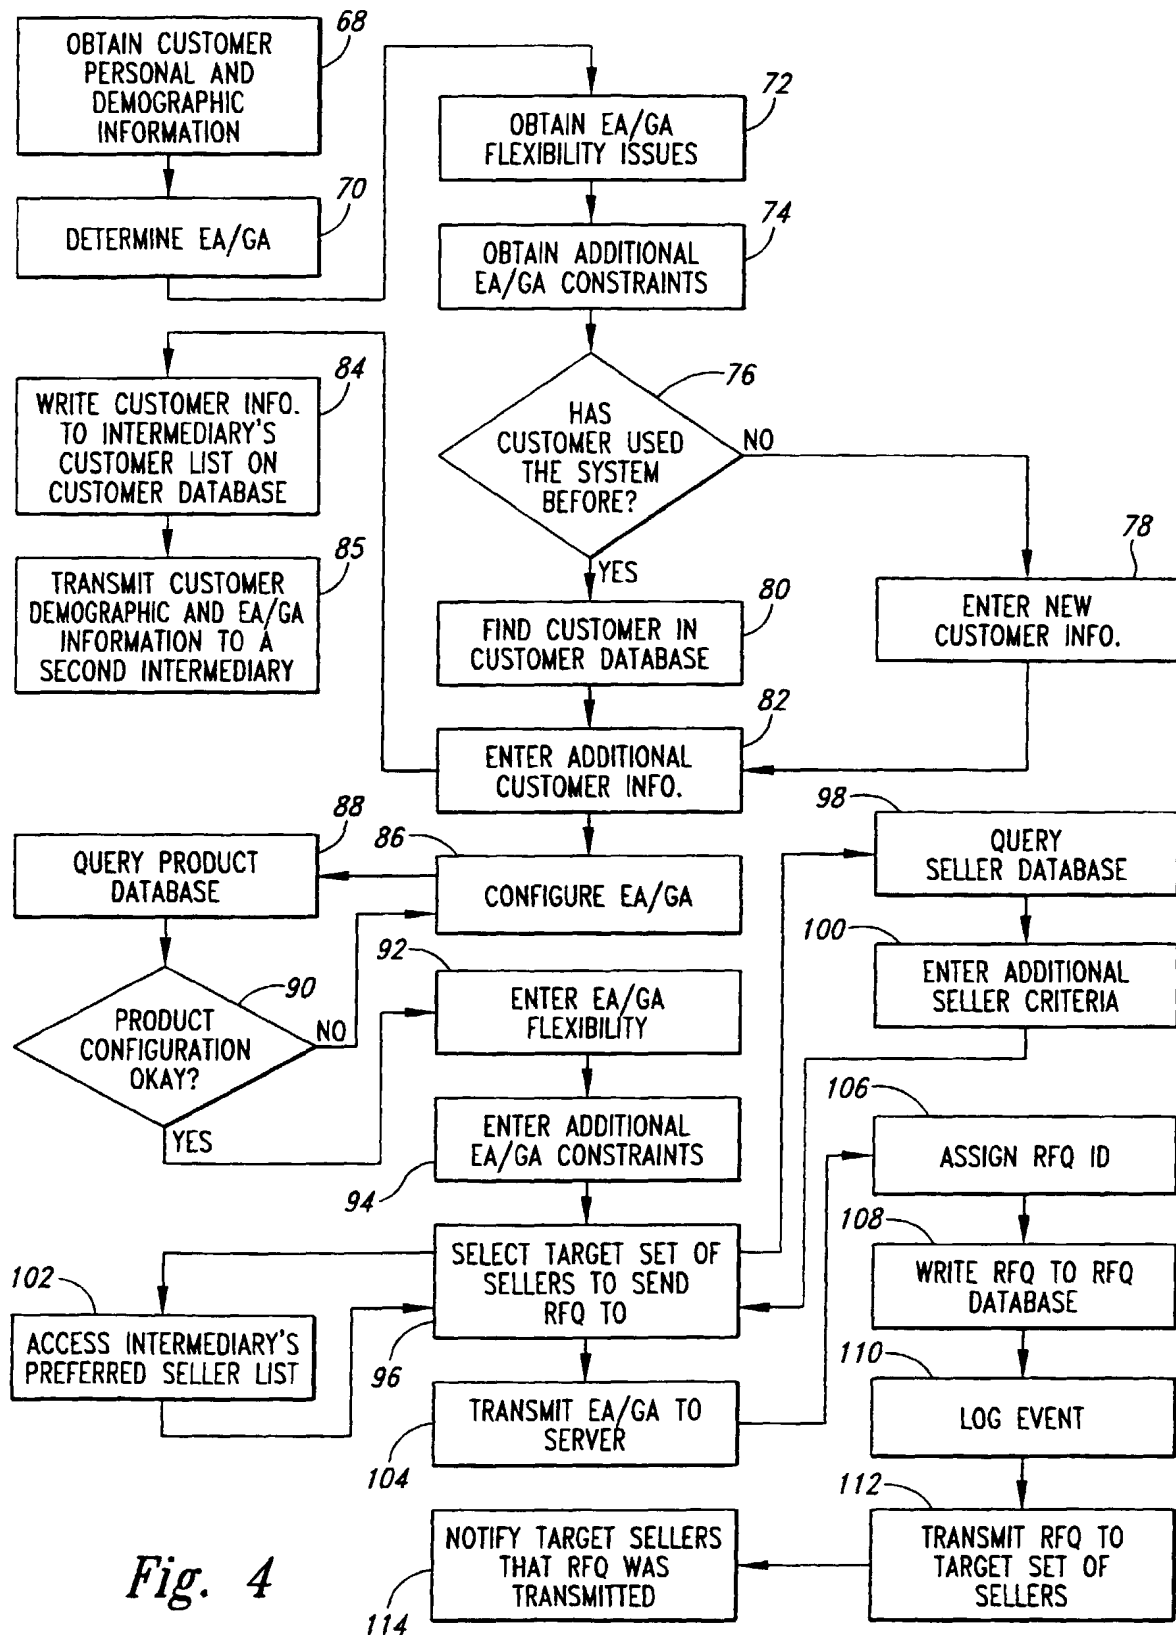 68
OBTAIN CUSTOMER
PERSONAL AND
DEMOGRAPHIC
INFORMATION
70
DETERMINE EA/GA
72
OBTAIN EA/GA
FLEXIBILITY ISSUES
74
OBTAIN ADDITIONAL
EA/GA CONSTRAINTS
76
HAS
CUSTOMER USED
THE SYSTEM
BEFORE?
NO
YES
78
ENTER NEW
CUSTOMER INFO.
80
FIND CUSTOMER IN
CUSTOMER DATABASE
82
ENTER ADDITIONAL
CUSTOMER INFO.
84
WRITE CUSTOMER INFO.
TO INTERMEDIARY'S
CUSTOMER LIST ON
CUSTOMER DATABASE
85
TRANSMIT CUSTOMER
DEMOGRAPHIC AND EA/GA
INFORMATION TO A
SECOND INTERMEDIARY
86
CONFIGURE EA/GA
88
QUERY PRODUCT
DATABASE
90
PRODUCT
CONFIGURATION
OKAY?
NO
YES
92
ENTER EA/GA
FLEXIBILITY
ENTER ADDITIONAL
EA/GA CONSTRAINTS
94
SELECT TARGET SET OF
SELLERS TO SEND
RFQ TO
96
98
QUERY
SELLER DATABASE
100
ENTER ADDITIONAL
SELLER CRITERIA
102
ACCESS INTERMEDIARY'S
PREFERRED SELLER LIST
TRANSMIT EA/GA TO
SERVER
104
106
ASSIGN RFQ ID
108
WRITE RFQ TO RFQ
DATABASE
110
LOG EVENT
112
TRANSMIT RFQ TO
TARGET SET OF
SELLERS
NOTIFY TARGET SELLERS
THAT RFQ WAS
TRANSMITTED
114
Fig. 4